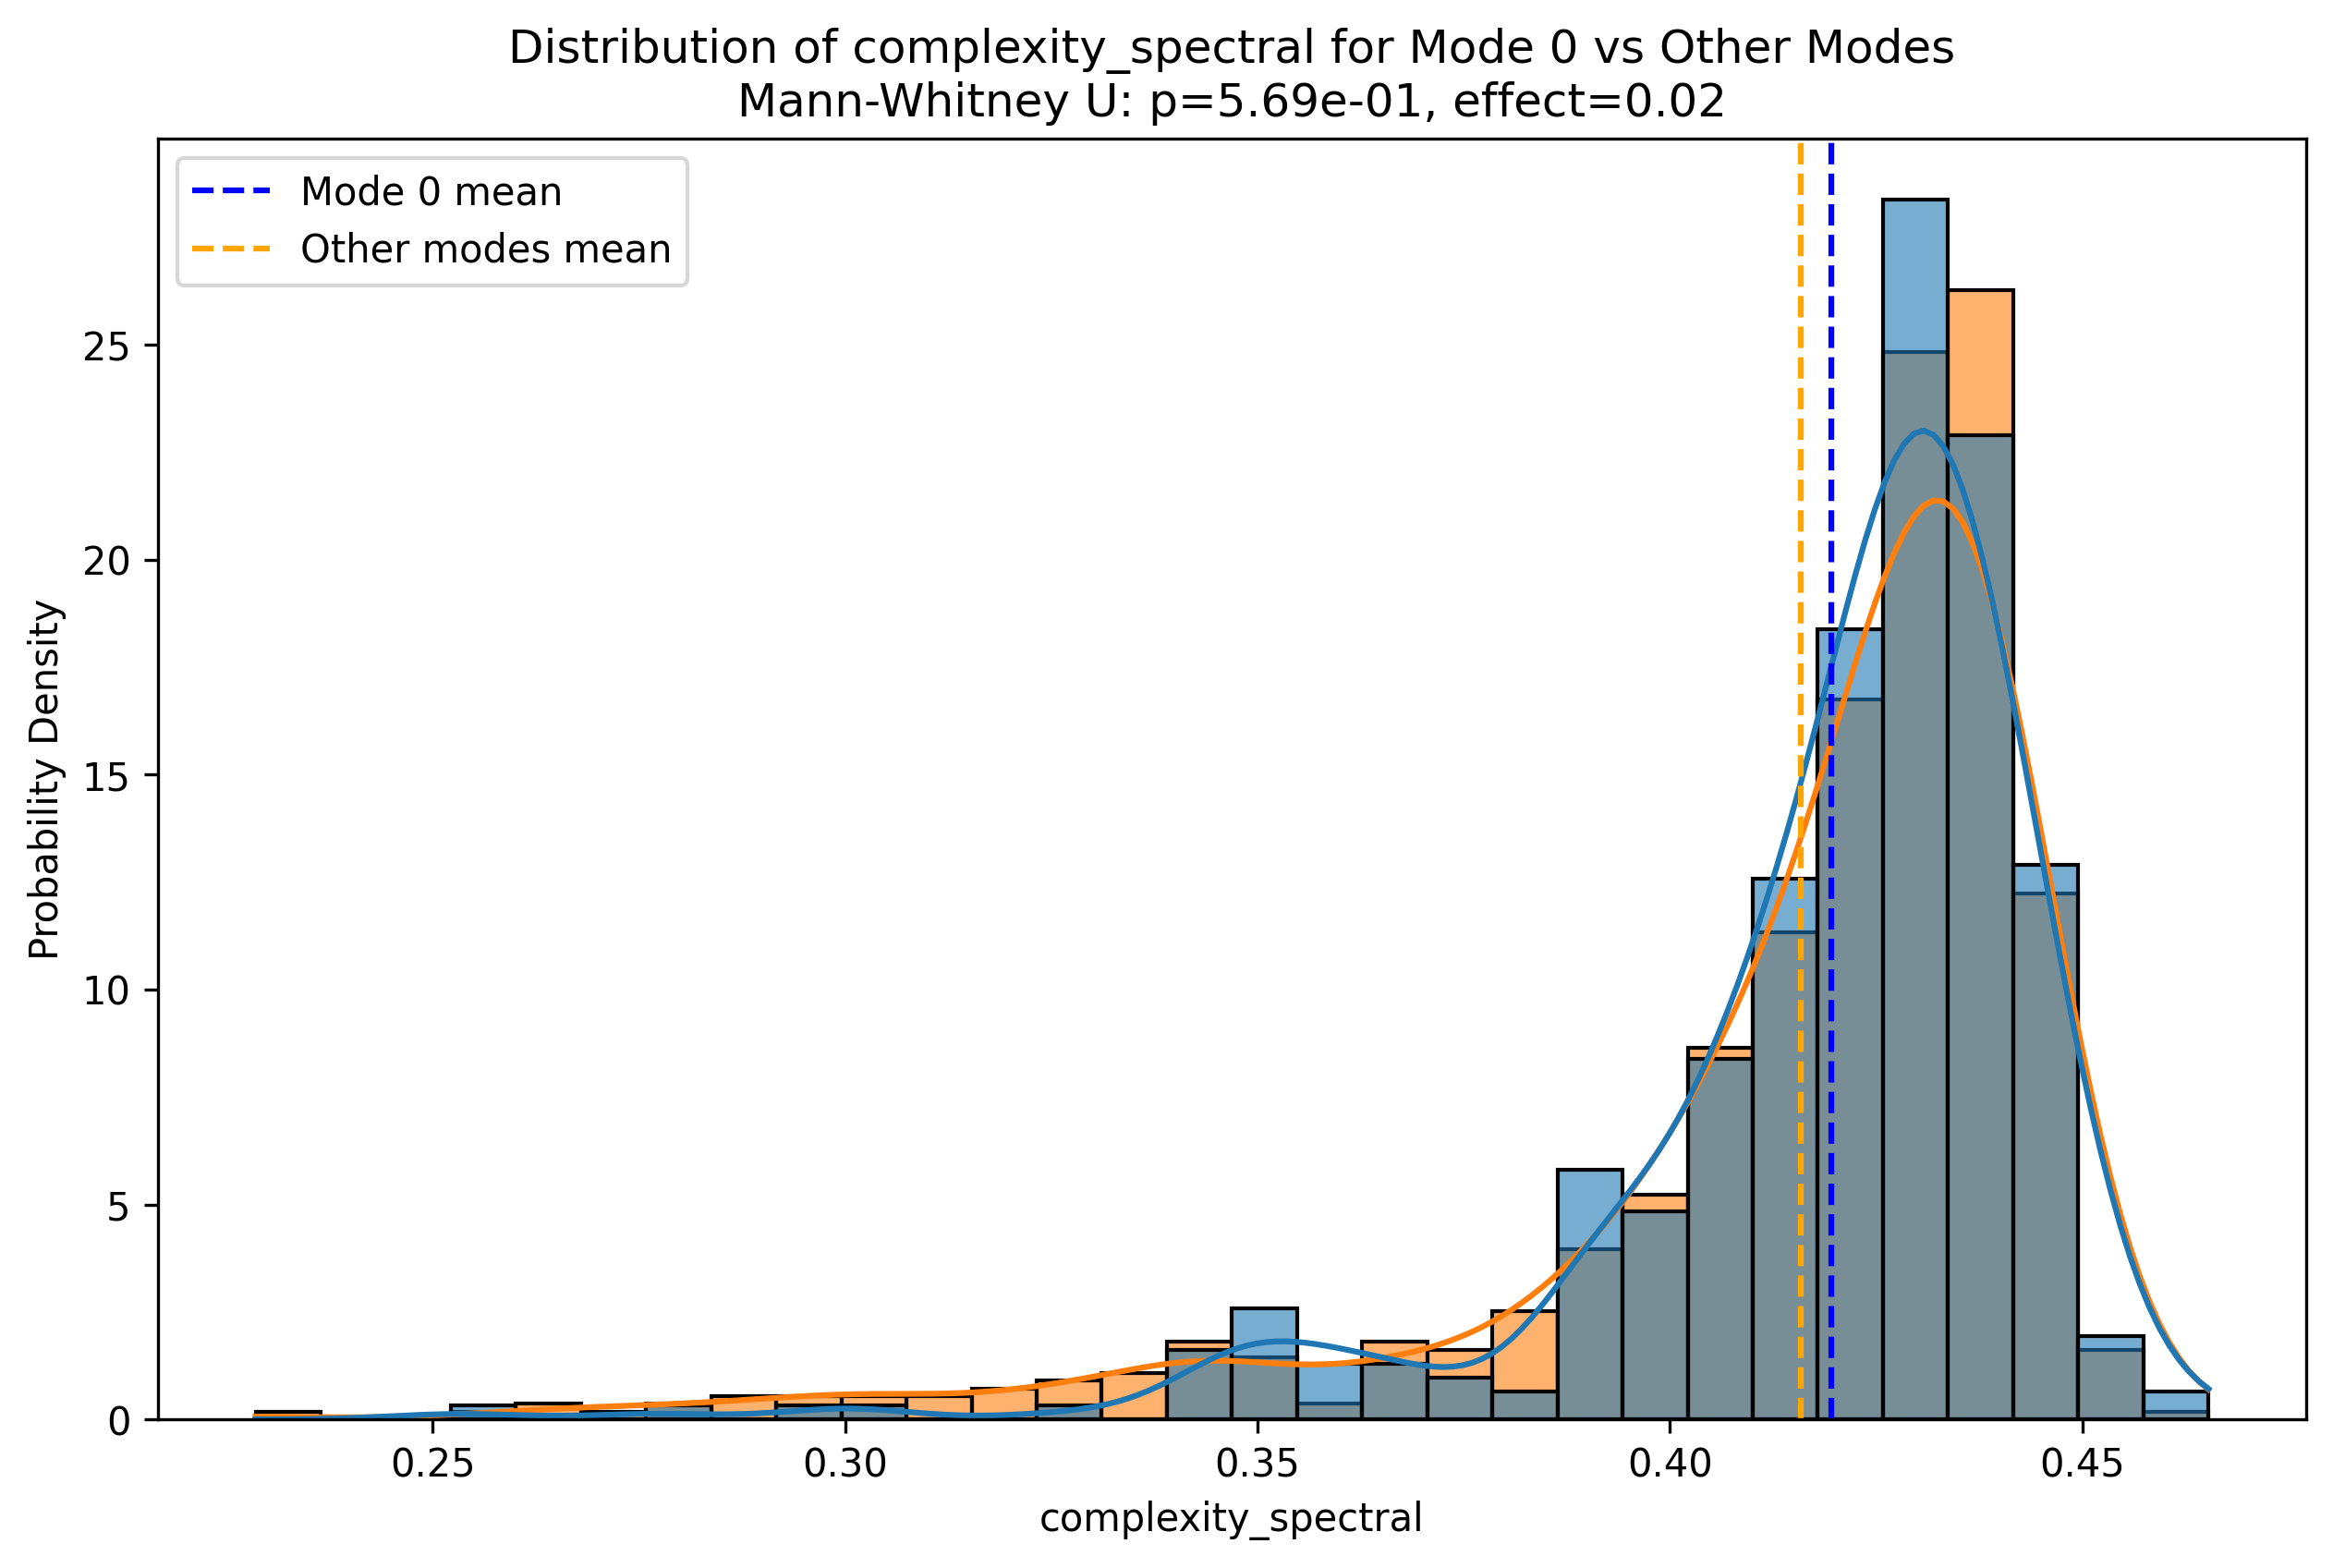 Distribution of complexity_spectral for Mode 0 vs Other Modes
Mann-Whitney U: p=5.69e-01, effect=0.02
Mode 0 mean
Other modes mean
Probability Density
25
20
15
10
5
0
0.25 0.30 0.35 0.40 0.45
complexity_spectral